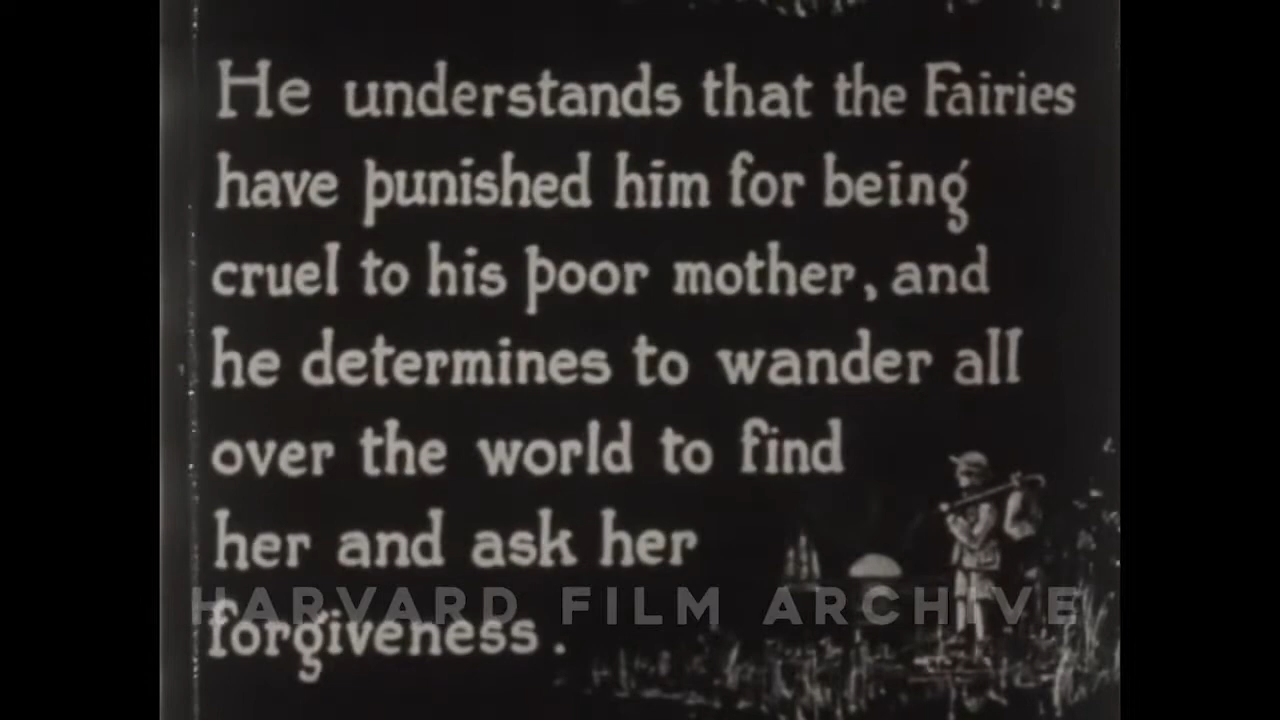 He understands that the Fairies
have punished him for being
cruel to his poor mother, and
he determines to wander all
over the world to find
her and ask her
forgiveness.
HARVARD FILM ARCHIVE